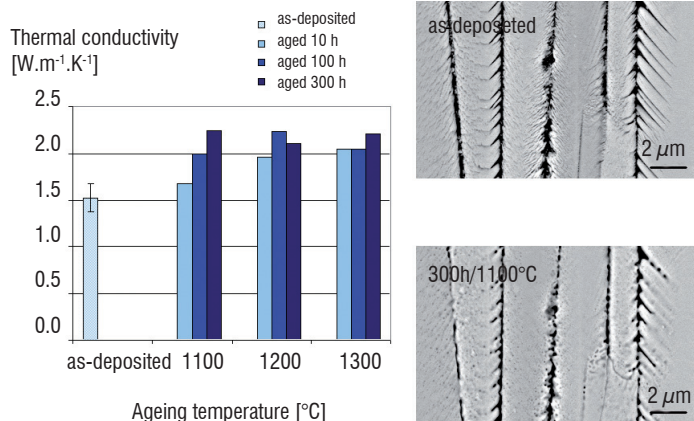 Thermal conductivity
[W.m⁻¹.K⁻¹]
as-deposited
aged 10 h
aged 100 h
aged 300 h
2.5
2.0
1.5
1.0
0.5
0.0
as-deposited 1100 1200 1300
Ageing temperature [°C]
as deposeted
2 µm
300h/1100°C
2 µm